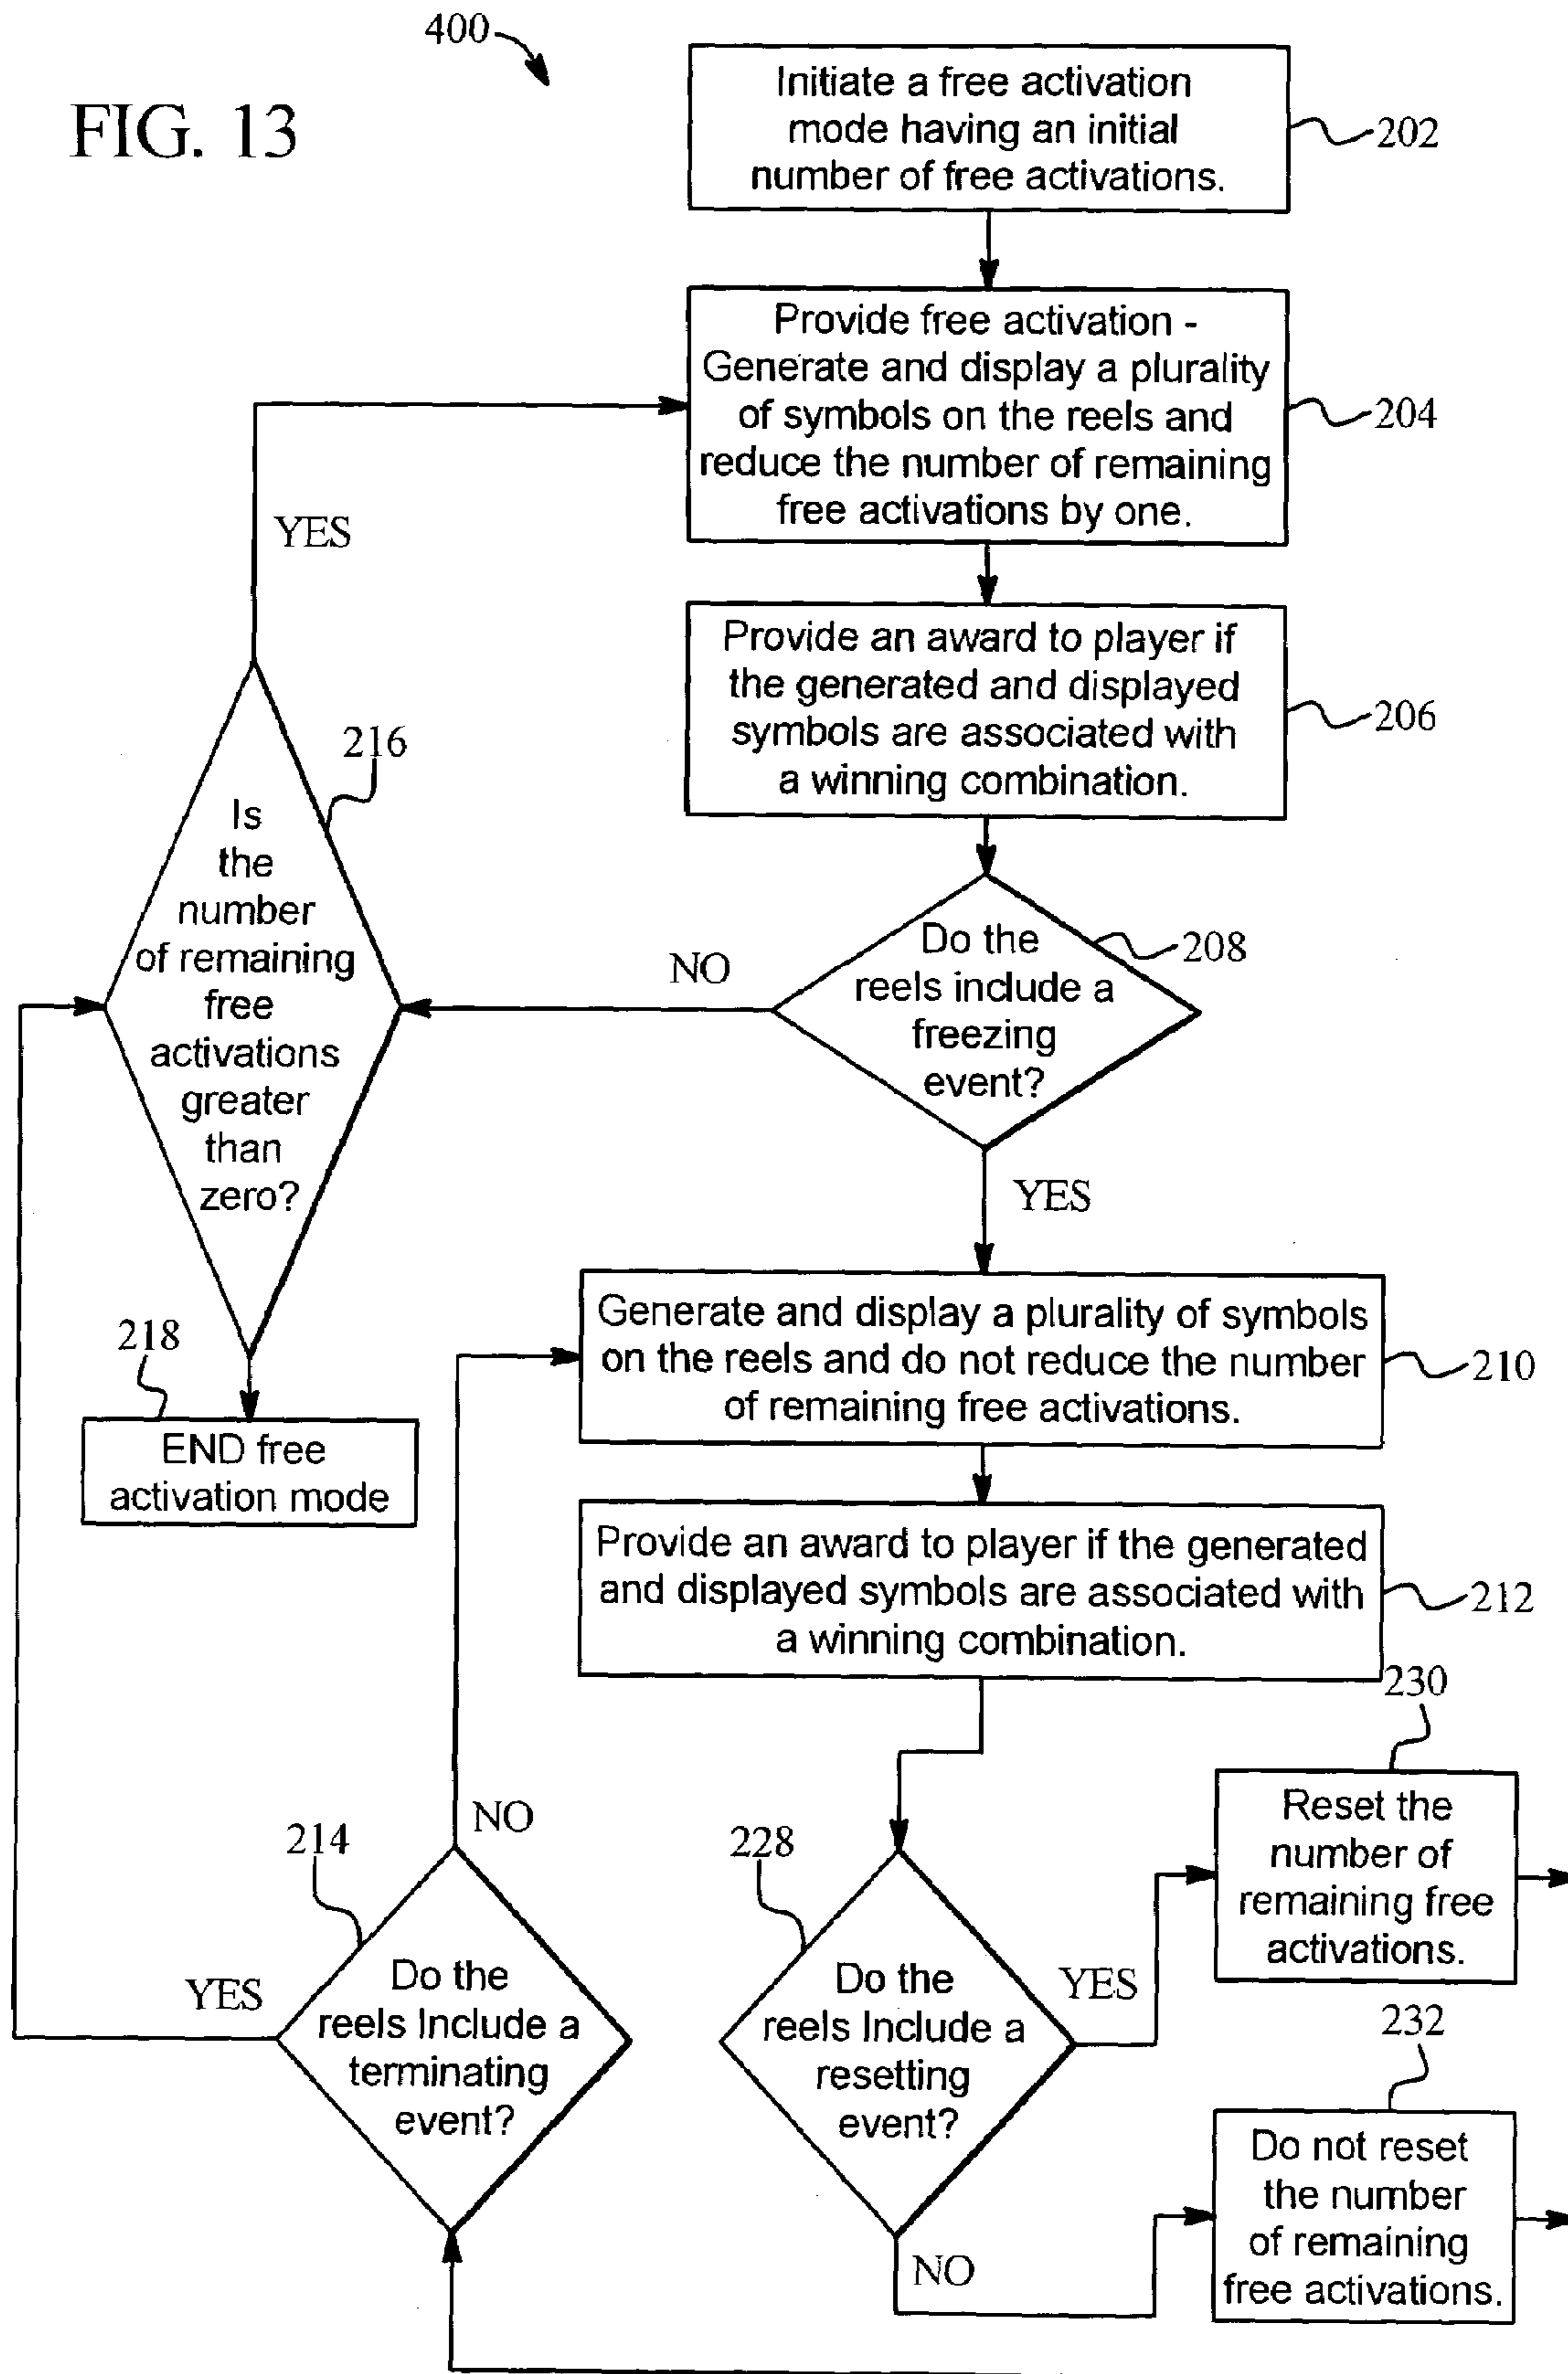 400
FIG. 13
Initiate a free activation
mode having an initial
number of free activations.
202
Provide free activation -
Generate and display a plurality
of symbols on the reels and
reduce the number of remaining
free activations by one.
204
YES
Provide an award to player if
the generated and displayed
symbols are associated with
a winning combination.
206
216
Is
the
number
of remaining
free
activations
greater
than
zero?
NO
Do the
reels include a
freezing
event?
208
YES
218
END free
activation mode
Generate and display a plurality of symbols
on the reels and do not reduce the number
of remaining free activations.
210
Provide an award to player if the generated
and displayed symbols are associated with
a winning combination.
212
230
Reset the
number of
remaining free
activations.
NO
214
228
Do the
reels Include a
terminating
event?
YES
Do the
reels Include a
resetting
event?
YES
232
Do not reset
the number
of remaining
free activations.
NO